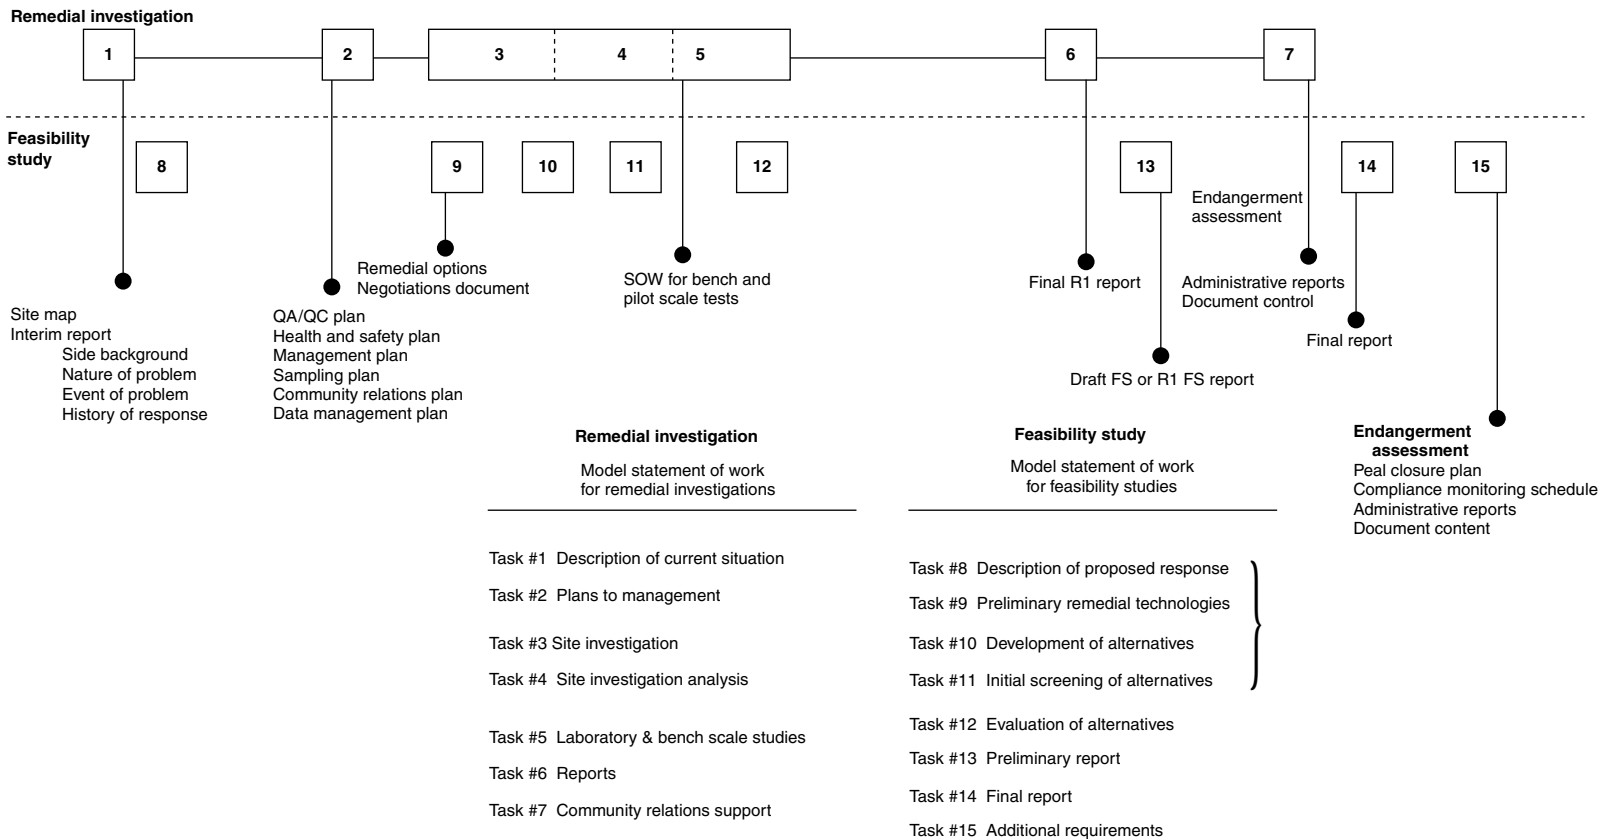 Remedial investigation
1
2
3
4
5
6
7
Feasibility
study
8
9
10
11
12
13
14
15
Endangerment
assessment
Remedial options
Negotiations document
SOW for bench and
pilot scale tests
Final R1 report
Administrative reports
Document control
Site map
Interim report
Side background
Nature of problem
Event of problem
History of response
QA/QC plan
Health and safety plan
Management plan
Sampling plan
Community relations plan
Data management plan
Final report
Draft FS or R1 FS report
Endangerment
assessment
Peal closure plan
Compliance monitoring schedule
Administrative reports
Document content
Remedial investigation
Model statement of work
for remedial investigations
Task #1 Description of current situation
Task #2 Plans to management
Task #3 Site investigation
Task #4 Site investigation analysis
Task #5 Laboratory & bench scale studies
Task #6 Reports
Task #7 Community relations support
Feasibility study
Model statement of work
for feasibility studies
Task #8 Description of proposed response
Task #9 Preliminary remedial technologies
Task #10 Development of alternatives
Task #11 Initial screening of alternatives
Task #12 Evaluation of alternatives
Task #13 Preliminary report
Task #14 Final report
Task #15 Additional requirements